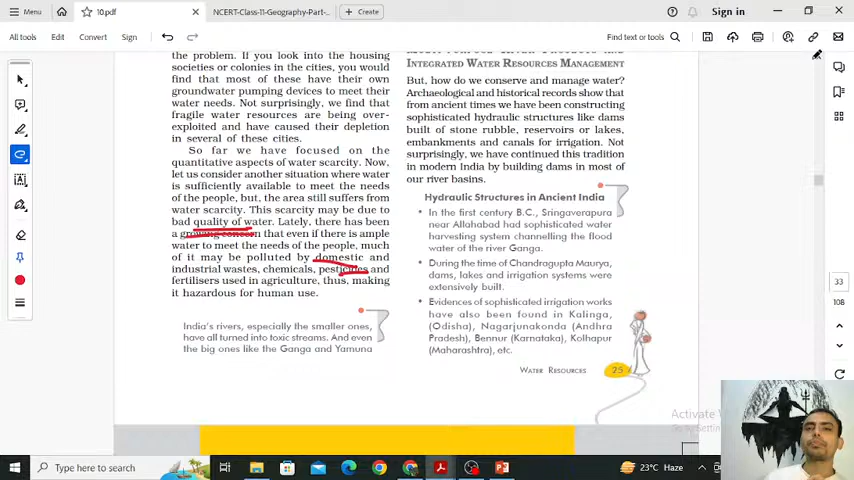 Menu
10.pdf
NCERT-Class-11-Geography-Part-...
Create
Sign in
All tools
Edit
Convert
Sign
Find text or tools
the problem. If you look into the housing
societies or colonies in the cities, you would
find that most of these have their own
groundwater pumping devices to meet their
water needs. Not surprisingly, we find that
fragile water resources are being over-
exploited and have caused their depletion
in several of these cities.
So far we have focused on the
quantitative aspects of water scarcity. Now,
let us consider another situation where water
is sufficiently available to meet the needs
of the people, but, the area still suffers from
water scarcity. This scarcity may be due to
bad quality of water. Lately, there has been
a growing concern that even if there is ample
water to meet the needs of the people, much
of it may be polluted by domestic and
industrial wastes, chemicals, pesticides and
fertilisers used in agriculture, thus, making
it hazardous for human use.
India's rivers, especially the smaller ones,
have all turned into toxic streams. And even
the big ones like the Ganga and Yamuna
MULTI-PURPOSE RIVER PROJECTS AND
INTEGRATED WATER RESOURCES MANAGEMENT
But, how do we conserve and manage water?
Archaeological and historical records show that
from ancient times we have been constructing
sophisticated hydraulic structures like dams
built of stone rubble, reservoirs or lakes,
embankments and canals for irrigation. Not
surprisingly, we have continued this tradition
in modern India by building dams in most of
our river basins.
Hydraulic Structures in Ancient India
• In the first century B.C., Sringaverapura
near Allahabad had sophisticated water
harvesting system channelling the flood
water of the river Ganga.
• During the time of Chandragupta Maurya,
dams, lakes and irrigation systems were
extensively built.
• Evidences of sophisticated irrigation works
have also been found in Kalinga,
(Odisha), Nagarjunakonda (Andhra
Pradesh), Bennur (Karnataka), Kolhapur
(Maharashtra), etc.
WATER RESOURCES 25
33
108
Activate
Go to Settin
Type here to search
23°C Haze